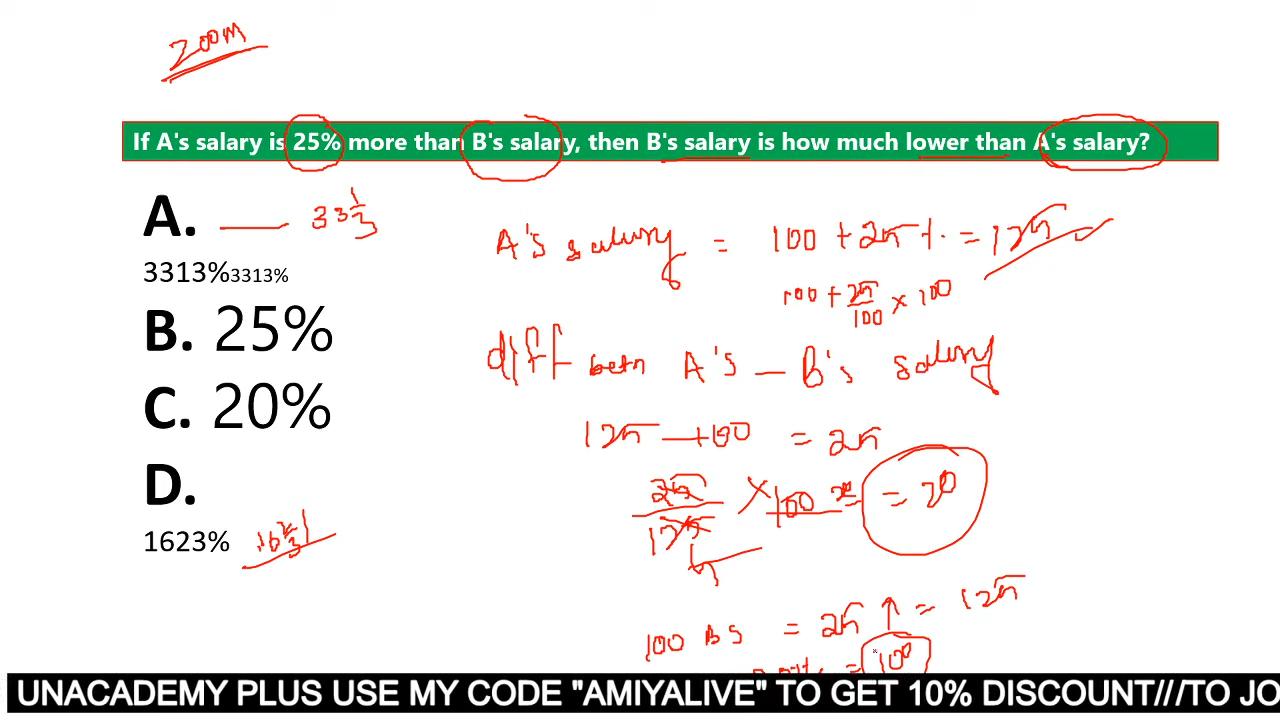 ZOOM
If A's salary is 25% more than B's salary, then B's salary is how much lower than A's salary?
A. 33 1/3
3313%3313%
B. 25%
C. 20%
D.
1623% 16 2/3
A's salary = 100 + 25 % = 125
100 + 25/100 × 100
diff betn A's – B's salary
125 – 100 = 25
25/125 × 100 = 20
5
100 BS = 25 ↑ = 125
= 100
UNACADEMY PLUS USE MY CODE "AMIYALIVE" TO GET 10% DISCOUNT///TO JO